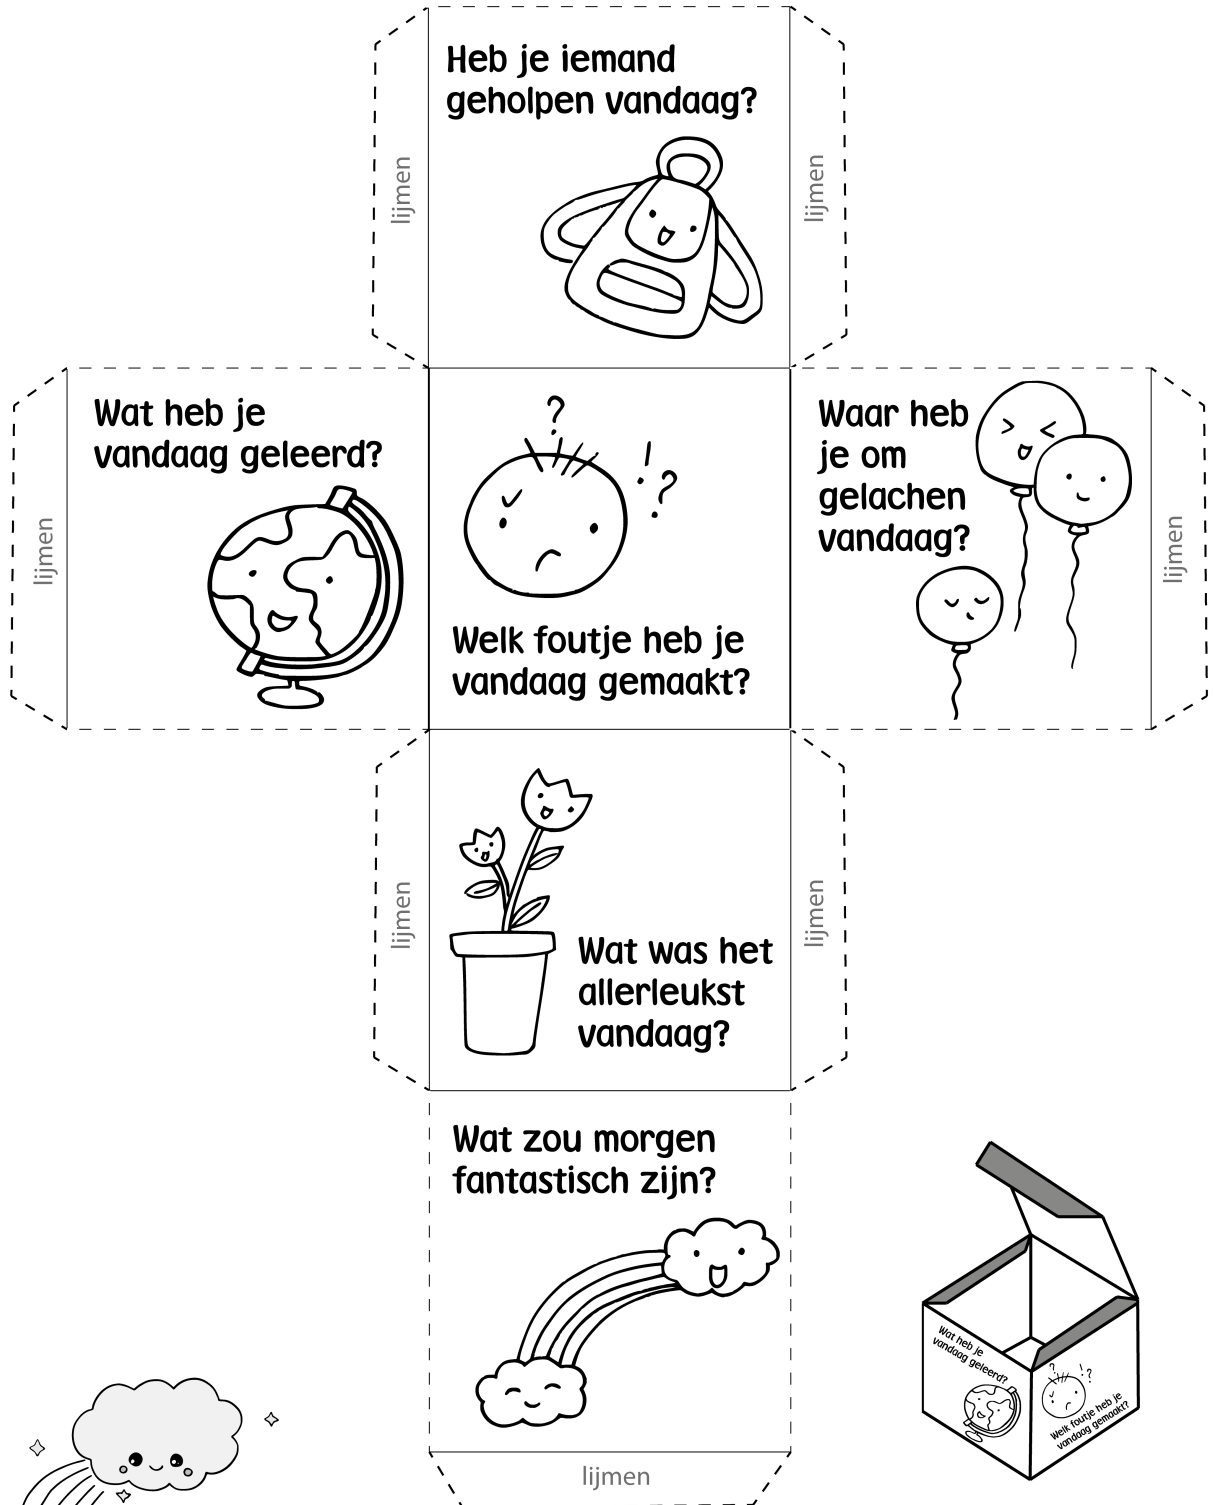 Heb je iemand
geholpen vandaag?
lijmen
lijmen
Wat heb je
vandaag geleerd?
lijmen
Welk foutje heb je
vandaag gemaakt?
Waar heb
je om
gelachen
vandaag?
lijmen
? ! ?
lijmen
Wat was het
allerleukst
vandaag?
lijmen
Wat zou morgen
fantastisch zijn?
lijmen
Wat heb je
vandaag geleerd?
? ! ?
Welk foutje heb je
vandaag gemaakt?